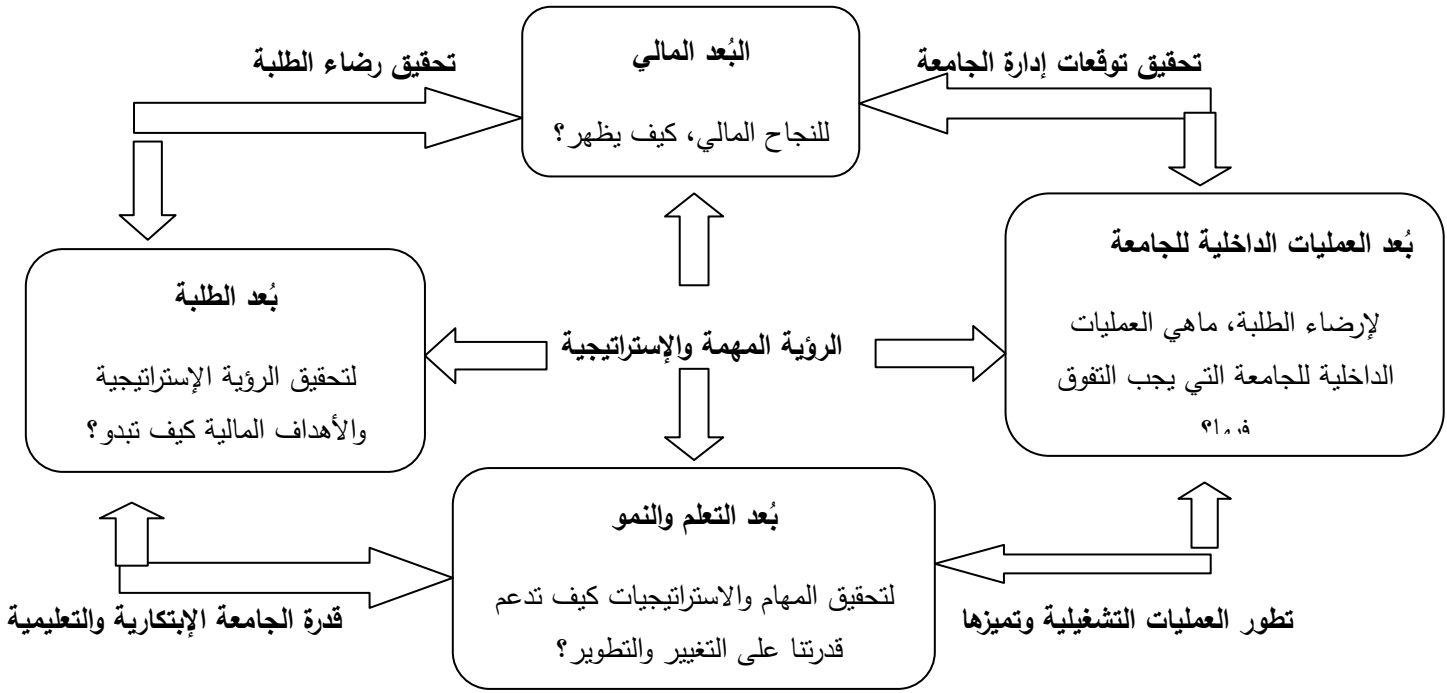 البُعد المالي
للنجاح المالي، كيف يظهر؟
تحقيق توقعات إدارة الجامعة
تحقيق رضاء الطلبة
بُعد العمليات الداخلية للجامعة
لإرضاء الطلبة، ماهي العمليات
الداخلية للجامعة التي يجب التفوق
فيها؟
الرؤية المهمة والإستراتيجية
بُعد الطلبة
لتحقيق الرؤية الإستراتيجية
والأهداف المالية كيف تبدو؟
بُعد التعلم والنمو
لتحقيق المهام والاستراتيجيات كيف تدعم
قدرتنا على التغيير والتطوير؟
تطور العمليات التشغيلية وتميزها
قدرة الجامعة الإبتكارية والتعليمية